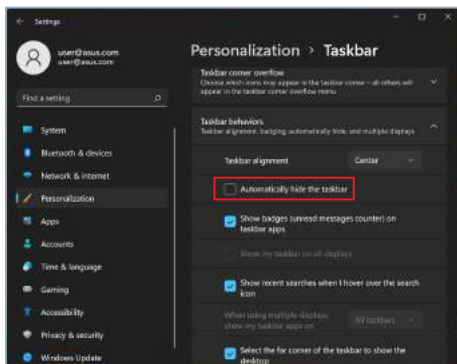 Settings
user@asus.com
user@asus.com
Find a setting
System
Bluetooth & devices
Network & internet
Personalization
Apps
Accounts
Time & language
Gaming
Accessibility
Privacy & security
Windows Update
Personalization > Taskbar
Taskbar corner overflow
Choose which icons may appear in the taskbar corner – all others will
appear in the taskbar corner overflow menu
Taskbar behaviors
Taskbar alignment, badging, automatically hide, and multiple displays
Taskbar alignment
Center
Automatically hide the taskbar
Show badges (unread messages counter) on
taskbar apps
Show my taskbar on all displays
Show recent searches when I hover over the search
icon
When using multiple displays,
show my taskbar apps on
All taskbars
Select the far corner of the taskbar to show the
desktop